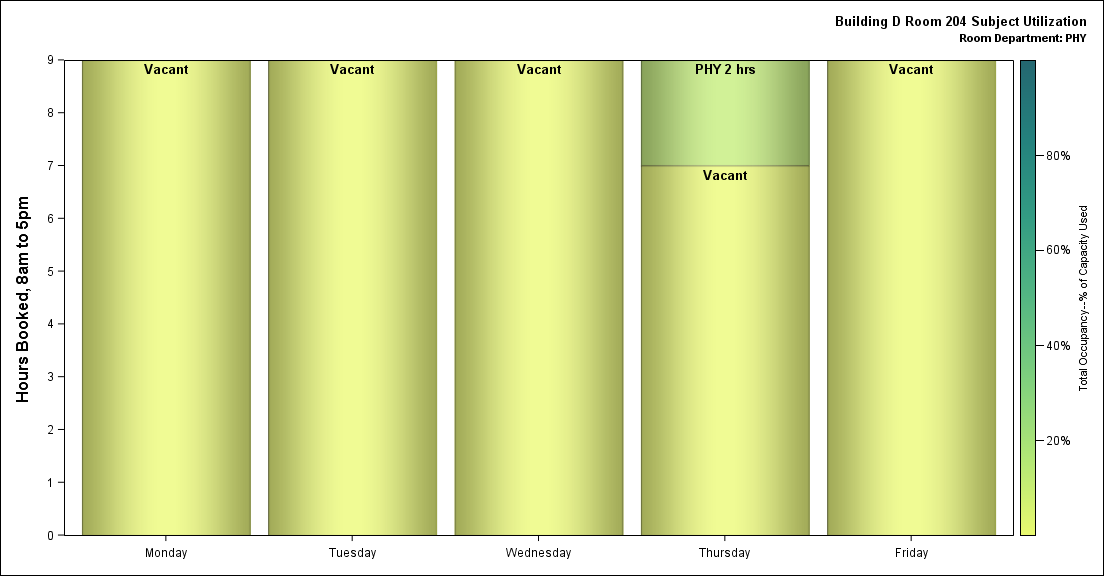 Building D Room 204 Subject Utilization
Room Department: PHY
Hours Booked, 8am to 5pm
9
8
7
6
5
4
3
2
1
0
Vacant
Vacant
Vacant
PHY 2 hrs
Vacant
Vacant
Monday
Tuesday
Wednesday
Thursday
Friday
80%
60%
40%
20%
Total Occupancy--% of Capacity Used